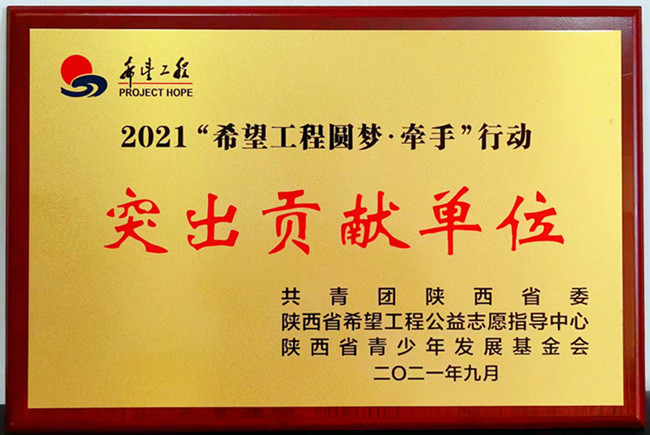 希望工程
PROJECT HOPE
2021“希望工程圆梦·牵手”行动
突出贡献单位
共青团陕西省委
陕西省希望工程公益志愿指导中心
陕西省青少年发展基金会
二〇二一年九月